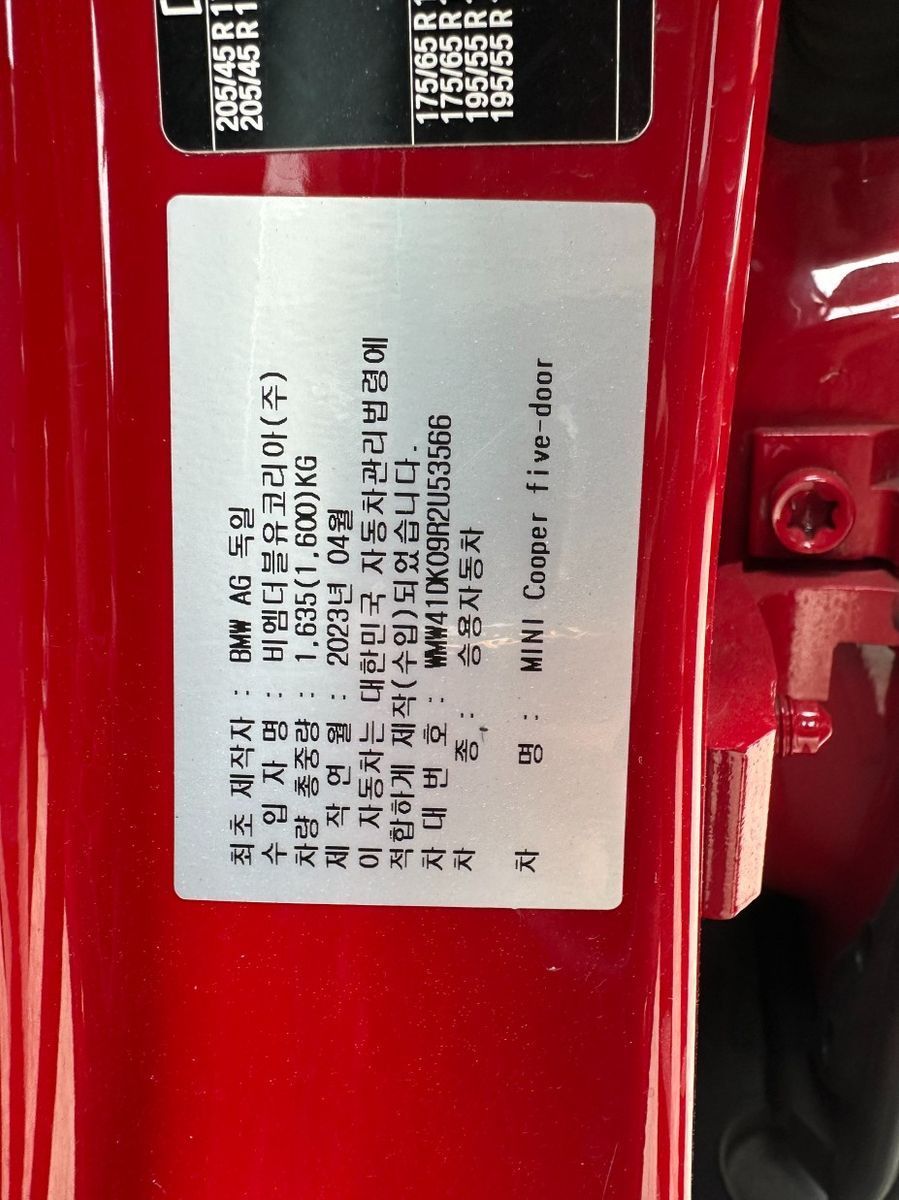 205/45 R 1
205/45 R 1
175/65 R 1
175/65 R
195/55 R
195/55 R
최초 제작자 : BMW AG 독일
수 입 자 명 : 비엠더블유코리아(주)
차량 총중량 : 1,635(1,600)KG
제 작 연 월 : 2023년 04월
이 자동차는 대한민국 자동차관리법령에
적합하게 제작(수입)되었습니다.
차 대 번 호 : WMW41DK09R2U53566
차 종 : 승용자동차
차 명 : MINI Cooper five-door